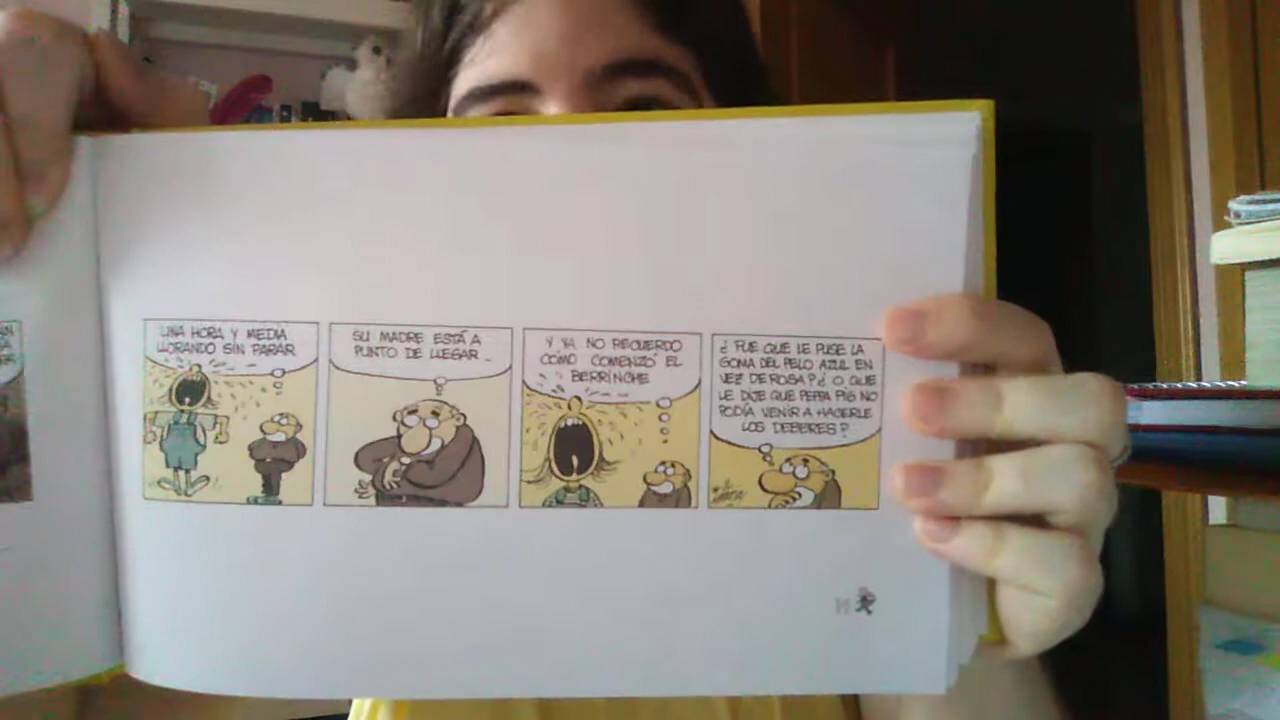 UNA HORA Y MEDIA
LLORANDO SIN PARAR
SU MADRE ESTÁ A
PUNTO DE LLEGAR...
Y YA NO RECUERDO
CÓMO COMENZÓ EL
BERRINCHE
¿ FUE QUE LE PUSE LA
GOMA DEL PELO AZUL EN
VEZ DE ROSA? ¿ O QUE
LE DIJE QUE PEPPA PIG NO
PODÍA VENIR A HACERLE
LOS DEBERES?